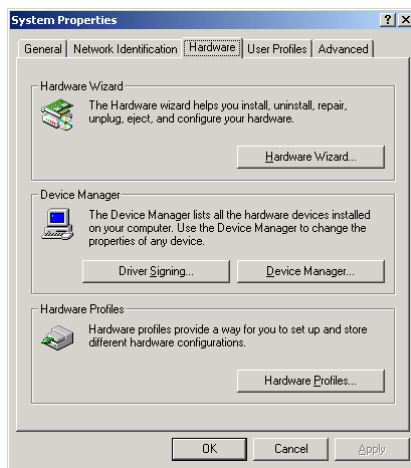 System Properties
General Network Identification Hardware User Profiles Advanced
Hardware Wizard
The Hardware wizard helps you install, uninstall, repair,
unplug, eject, and configure your hardware.
Hardware Wizard...
Device Manager
The Device Manager lists all the hardware devices installed
on your computer. Use the Device Manager to change the
properties of any device.
Driver Signing... Device Manager...
Hardware Profiles
Hardware profiles provide a way for you to set up and store
different hardware configurations.
Hardware Profiles...
OK Cancel Apply